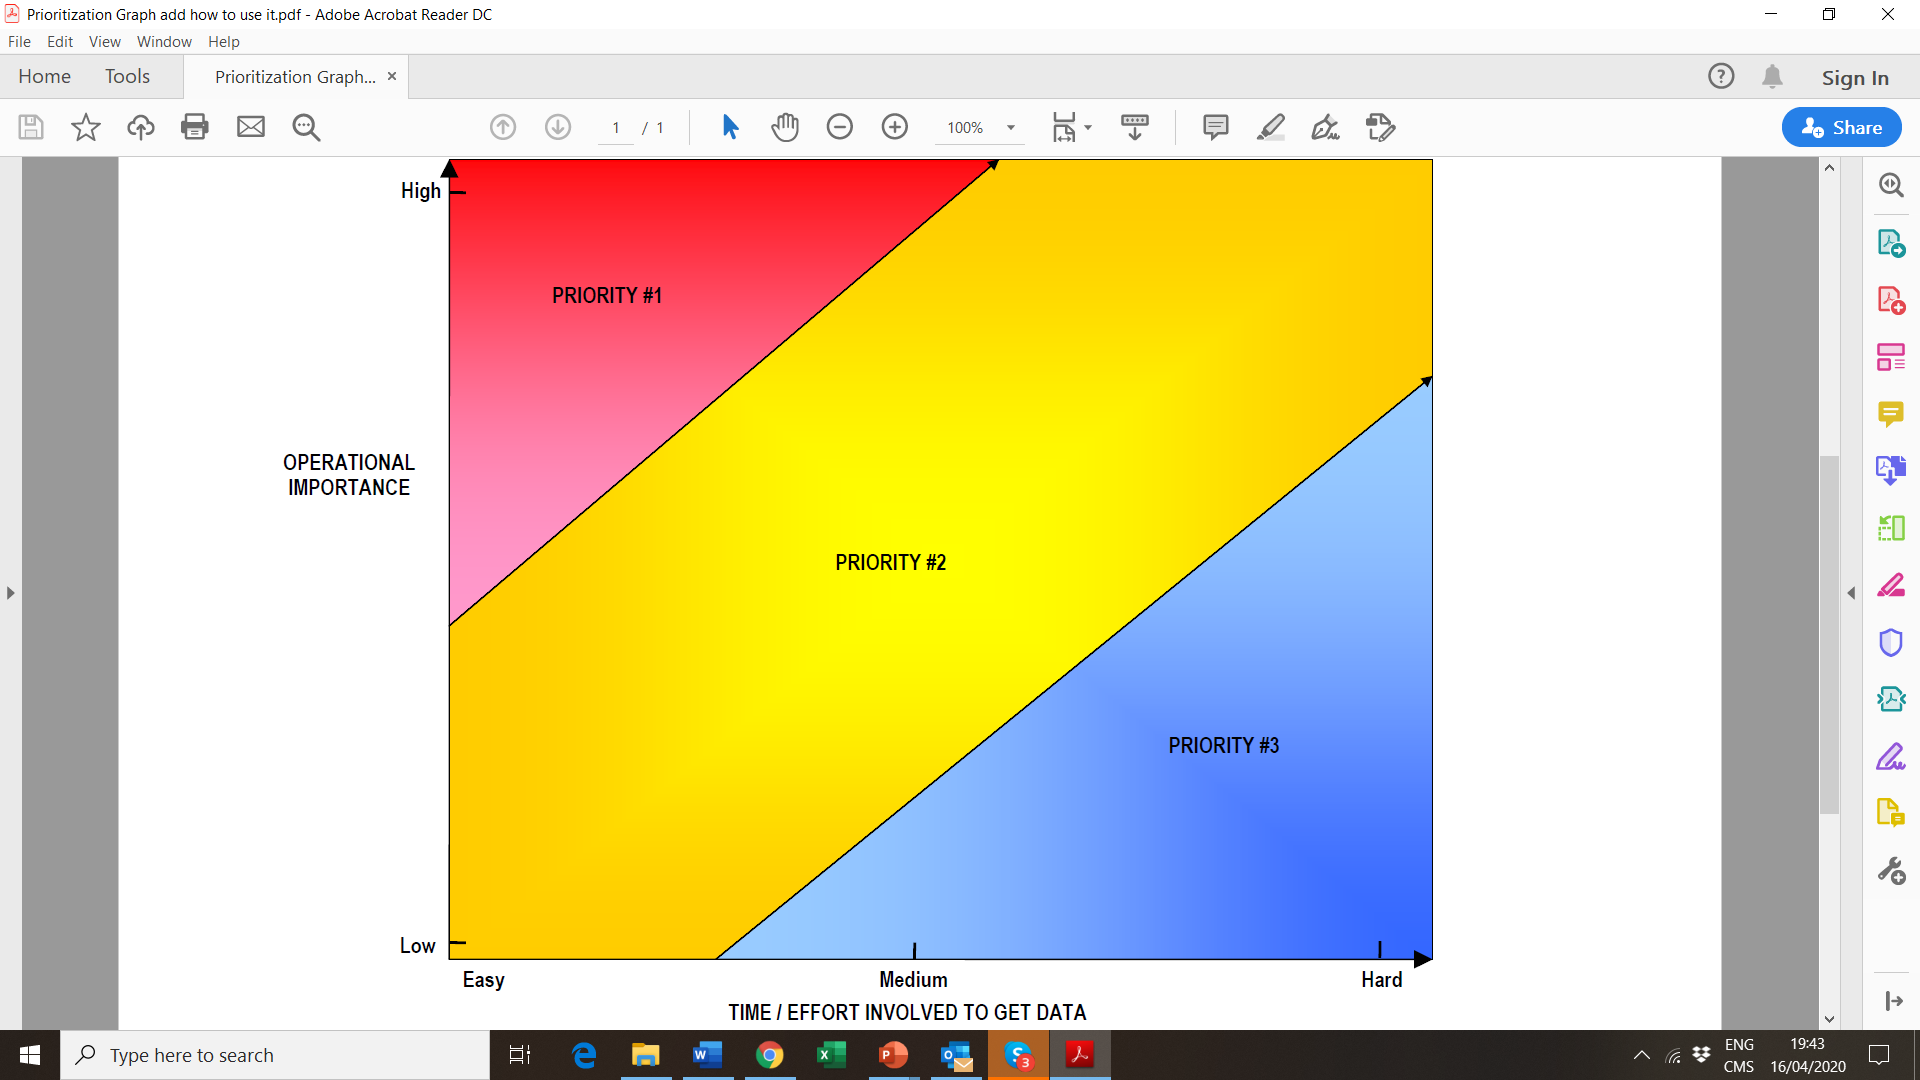 Prioritization Graph add how to use it.pdf - Adobe Acrobat Reader DC
File Edit View Window Help
Home Tools Prioritization Graph... × Sign In
1 / 1 100% Share
High
PRIORITY #1
OPERATIONAL
IMPORTANCE
PRIORITY #2
PRIORITY #3
Low
Easy Medium Hard
TIME / EFFORT INVOLVED TO GET DATA
Type here to search
3
ENG
CMS
19:43
16/04/2020